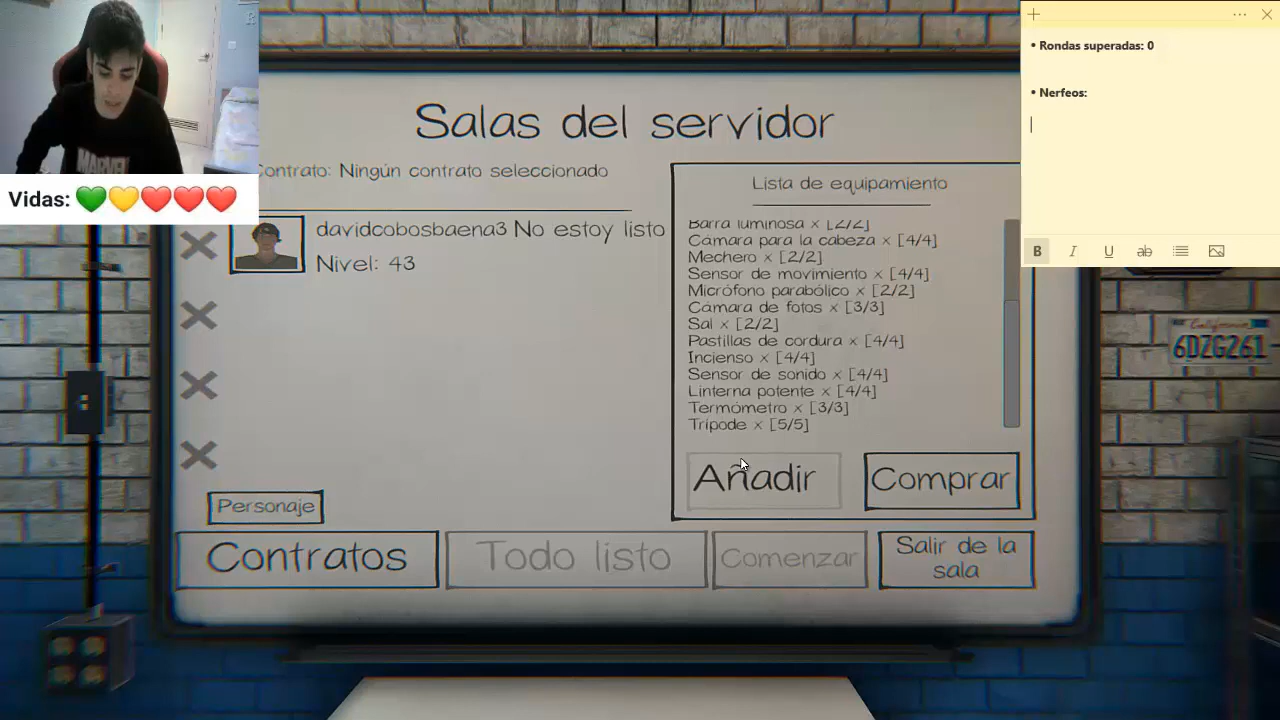 • Rondas superadas: 0
• Nerfeos:
B I U ab
MARVEL
Vidas:
Salas del servidor
Contrato: Ningún contrato seleccionado
davidcobosbaena3 No estoy listo
Nivel: 43
Lista de equipamiento
Barra luminosa x [2/2]
Cámara para la cabeza x [4/4]
Mechero x [2/2]
Sensor de movimiento x [4/4]
Micrófono parabólico x [2/2]
Cámara de fotos x [3/3]
Sal x [2/2]
Pastillas de cordura x [4/4]
Incienso x [4/4]
Sensor de sonido x [4/4]
Linterna potente x [4/4]
Termómetro x [3/3]
Trípode x [5/5]
Añadir
Comprar
Personaje
Contratos
Todo listo
Comenzar
Salir de la
sala
California
6DZG261